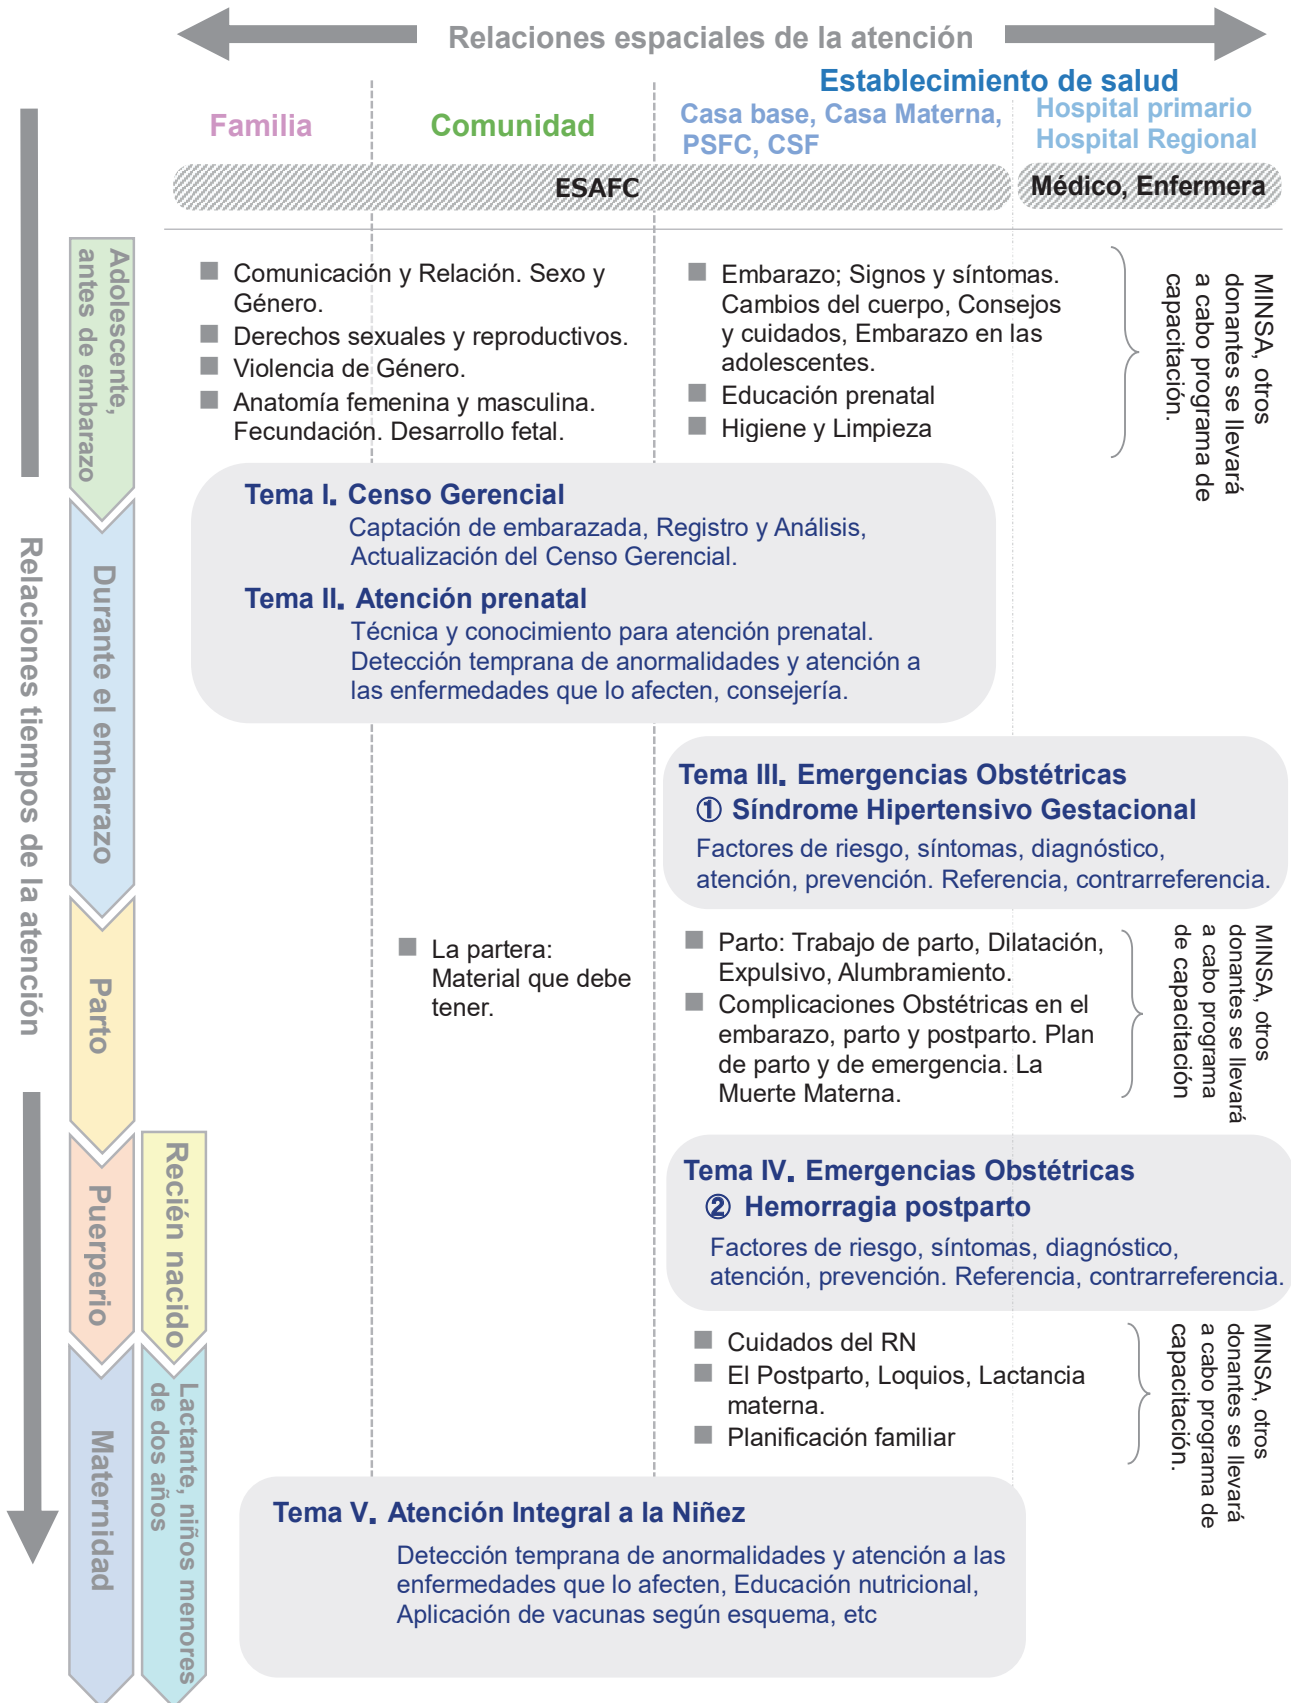 Relaciones espaciales de la atención
Establecimiento de salud
Familia
Comunidad
Casa base, Casa Materna,
PSFC, CSF
Hospital primario
Hospital Regional
ESAFC
Médico, Enfermera
Relaciones tiempos de la atención
Adolescente,
antes de embarazo
■ Comunicación y Relación. Sexo y
Género.
■ Derechos sexuales y reproductivos.
■ Violencia de Género.
■ Anatomía femenina y masculina.
Fecundación. Desarrollo fetal.
■ Embarazo; Signos y síntomas.
Cambios del cuerpo, Consejos
y cuidados, Embarazo en las
adolescentes.
■ Educación prenatal
■ Higiene y Limpieza
MINSA, otros
donantes se llevará
a cabo programa de
capacitación.
Durante el embarazo
Tema I. Censo Gerencial
Captación de embarazada, Registro y Análisis,
Actualización del Censo Gerencial.
Tema II. Atención prenatal
Técnica y conocimiento para atención prenatal.
Detección temprana de anormalidades y atención a
las enfermedades que lo afecten, consejería.
Tema III. Emergencias Obstétricas
① Síndrome Hipertensivo Gestacional
Factores de riesgo, síntomas, diagnóstico,
atención, prevención. Referencia, contrarreferencia.
Parto
■ La partera:
Material que debe
tener.
■ Parto: Trabajo de parto, Dilatación,
Expulsivo, Alumbramiento.
■ Complicaciones Obstétricas en el
embarazo, parto y postparto. Plan
de parto y de emergencia. La
Muerte Materna.
MINSA, otros
donantes se llevará
a cabo programa
de capacitación
Puerperio
Recién nacido
Tema IV. Emergencias Obstétricas
② Hemorragia postparto
Factores de riesgo, síntomas, diagnóstico,
atención, prevención. Referencia, contrarreferencia.
Maternidad
Lactante, niños menores
de dos años
■ Cuidados del RN
■ El Postparto, Loquios, Lactancia
materna.
■ Planificación familiar
MINSA, otros
donantes se llevará
a cabo programa de
capacitación.
Tema V. Atención Integral a la Niñez
Detección temprana de anormalidades y atención a las
enfermedades que lo afecten, Educación nutricional,
Aplicación de vacunas según esquema, etc